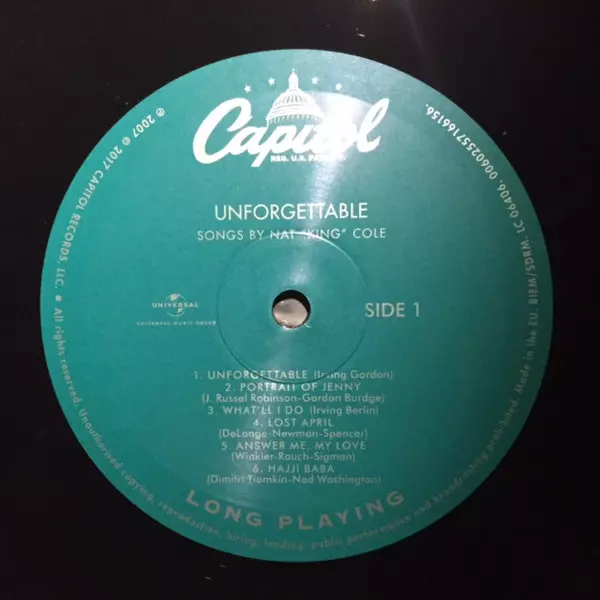 Capitol
REG. U.S. PAT. OFF.
UNFORGETTABLE
SONGS BY NAT "KING" COLE
UNIVERSAL
UNIVERSAL MUSIC GROUP
SIDE 1
1. UNFORGETTABLE (Irving Gordon)
2. PORTRAIT OF JENNY
(J. Russel Robinson-Gordon Burdge)
3. WHAT'LL I DO (Irving Berlin)
4. LOST APRIL
(DeLange-Newman-Spencer)
5. ANSWER ME, MY LOVE
(Winkler-Rauch-Sigman)
6. HAJJI BABA
(Dimitri Tiomkin-Ned Washington)
LONG PLAYING
℗ 2007 © 2017 CAPITOL RECORDS, LLC. ● All rights reserved. Unauthorised copying, reproduction, hiring, lending, public performance and broadcasting prohibited. Made in the EU. BIEM/SDRM. LC 06406. 00602557166156.